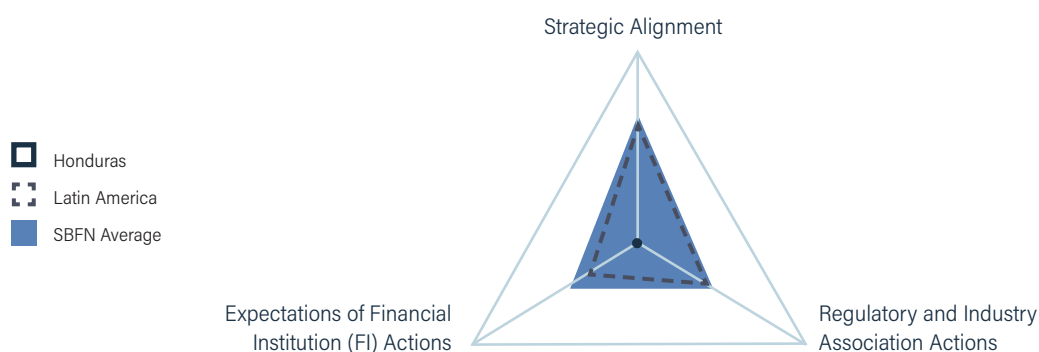 Strategic Alignment
Honduras
Latin America
SBFN Average
Expectations of Financial
Institution (FI) Actions
Regulatory and Industry
Association Actions